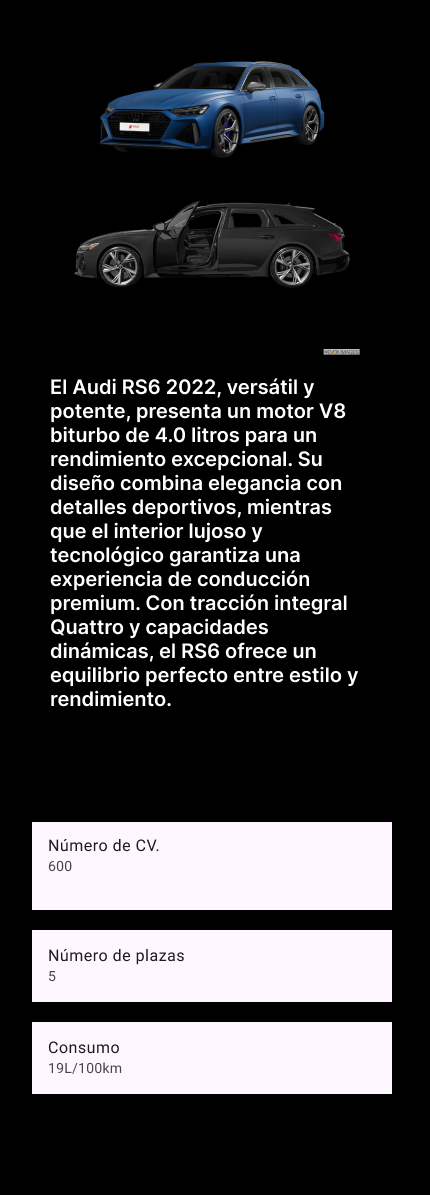 El Audi RS6 2022, versátil y
potente, presenta un motor V8
biturbo de 4.0 litros para un
rendimiento excepcional. Su
diseño combina elegancia con
detalles deportivos, mientras
que el interior lujoso y
tecnológico garantiza una
experiencia de conducción
premium. Con tracción integral
Quattro y capacidades
dinámicas, el RS6 ofrece un
equilibrio perfecto entre estilo y
rendimiento.
Número de CV.
600
Número de plazas
5
Consumo
19L/100km